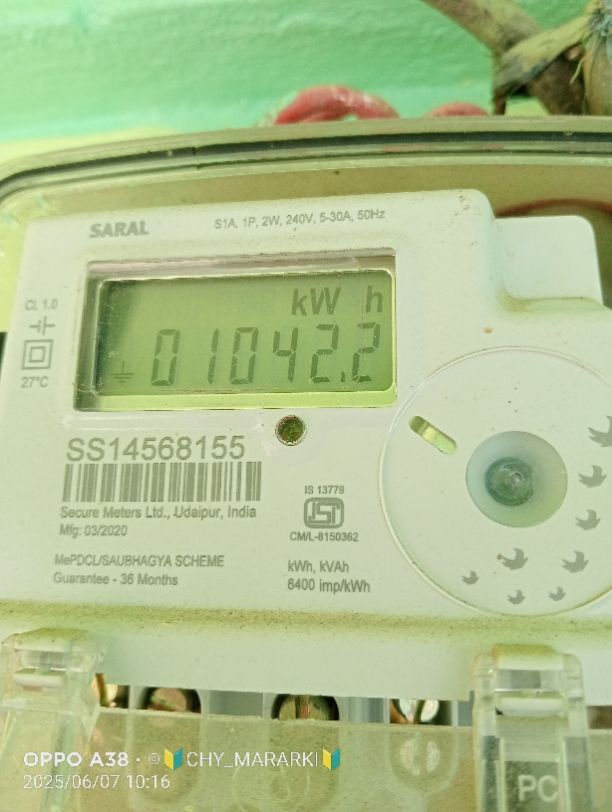 SARAL
S1A, 1P, 2W, 240V, 5-30A, 50Hz
Cl. 1.0
27°C
kW h
01042.2
SS14568155
Secure Meters Ltd., Udaipur, India
Mfg: 03/2020
MePDCL/SAUBHAGYA SCHEME
Guarantee - 36 Months
IS 13779
ISI
CM/L-8150362
kWh, kVAh
6400 imp/kWh
PC
OPPO A38 · ©🔰CHY_MARARKI🔰
2025/06/07 10:16